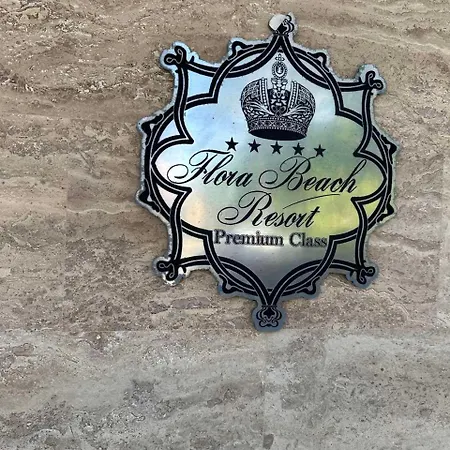 Flora Beach
Resort
Premium Class